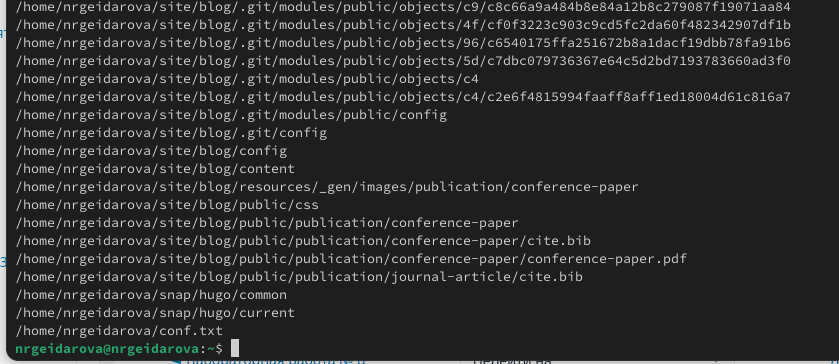 /home/nrgeidarova/site/blog/.git/modules/public/objects/c9/c8c66a9a484b8e84a12b8c279087f19071aa84
/home/nrgeidarova/site/blog/.git/modules/public/objects/4f/cf0f3223c903c9cd5fc2da60f482342907df1b
/home/nrgeidarova/site/blog/.git/modules/public/objects/96/c6540175ffa251672b8a1dacf19dbb78fa91b6
/home/nrgeidarova/site/blog/.git/modules/public/objects/5d/c7dbc079736367e64c5d2bd7193783660ad3f0
/home/nrgeidarova/site/blog/.git/modules/public/objects/c4
/home/nrgeidarova/site/blog/.git/modules/public/objects/c4/c2e6f4815994faaff8aff1ed18004d61c816a7
/home/nrgeidarova/site/blog/.git/modules/public/config
/home/nrgeidarova/site/blog/.git/config
/home/nrgeidarova/site/blog/config
/home/nrgeidarova/site/blog/content
/home/nrgeidarova/site/blog/resources/_gen/images/publication/conference-paper
/home/nrgeidarova/site/blog/public/css
/home/nrgeidarova/site/blog/public/publication/conference-paper
/home/nrgeidarova/site/blog/public/publication/conference-paper/cite.bib
/home/nrgeidarova/site/blog/public/publication/conference-paper/conference-paper.pdf
/home/nrgeidarova/site/blog/public/publication/journal-article/cite.bib
/home/nrgeidarova/snap/hugo/common
/home/nrgeidarova/snap/hugo/current
/home/nrgeidarova/conf.txt
nrgeidarova@nrgeidarova:~$